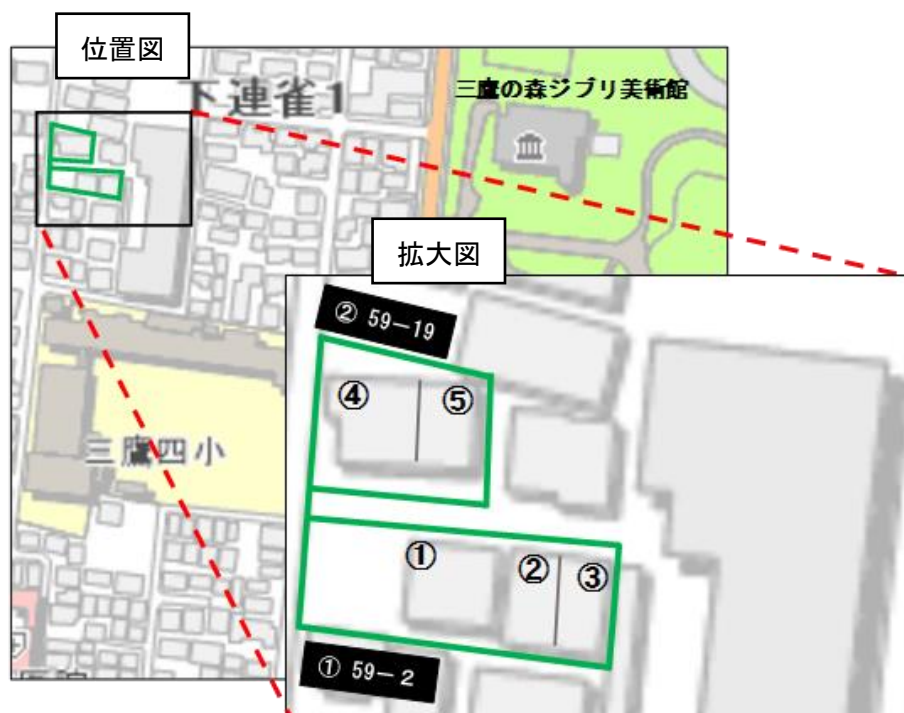 位置図
下連雀1
三鷹の森ジブリ美術館
拡大図
② 59-19
④
⑤
三鷹四小
①
②
③
① 59-2